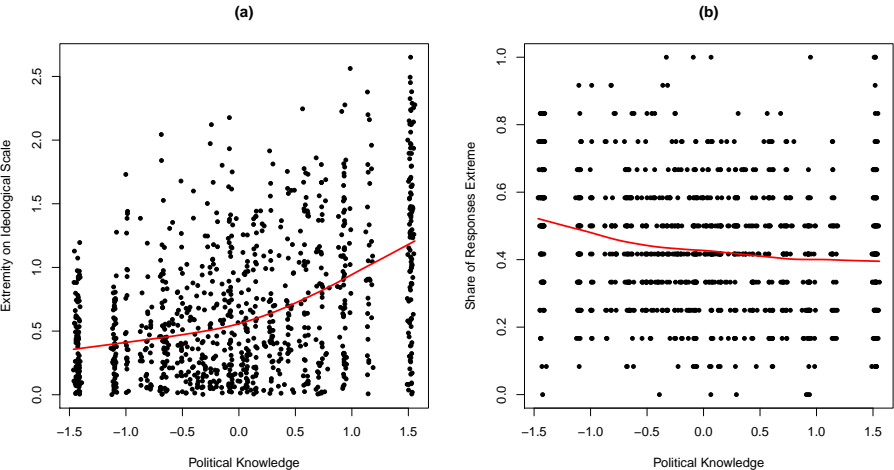 (a)
Extremity on Ideological Scale
2.5
2.0
1.5
1.0
0.5
0.0
−1.5 −1.0 −0.5 0.0 0.5 1.0 1.5
Political Knowledge
(b)
Share of Responses Extreme
1.0
0.8
0.6
0.4
0.2
0.0
−1.5 −1.0 −0.5 0.0 0.5 1.0 1.5
Political Knowledge